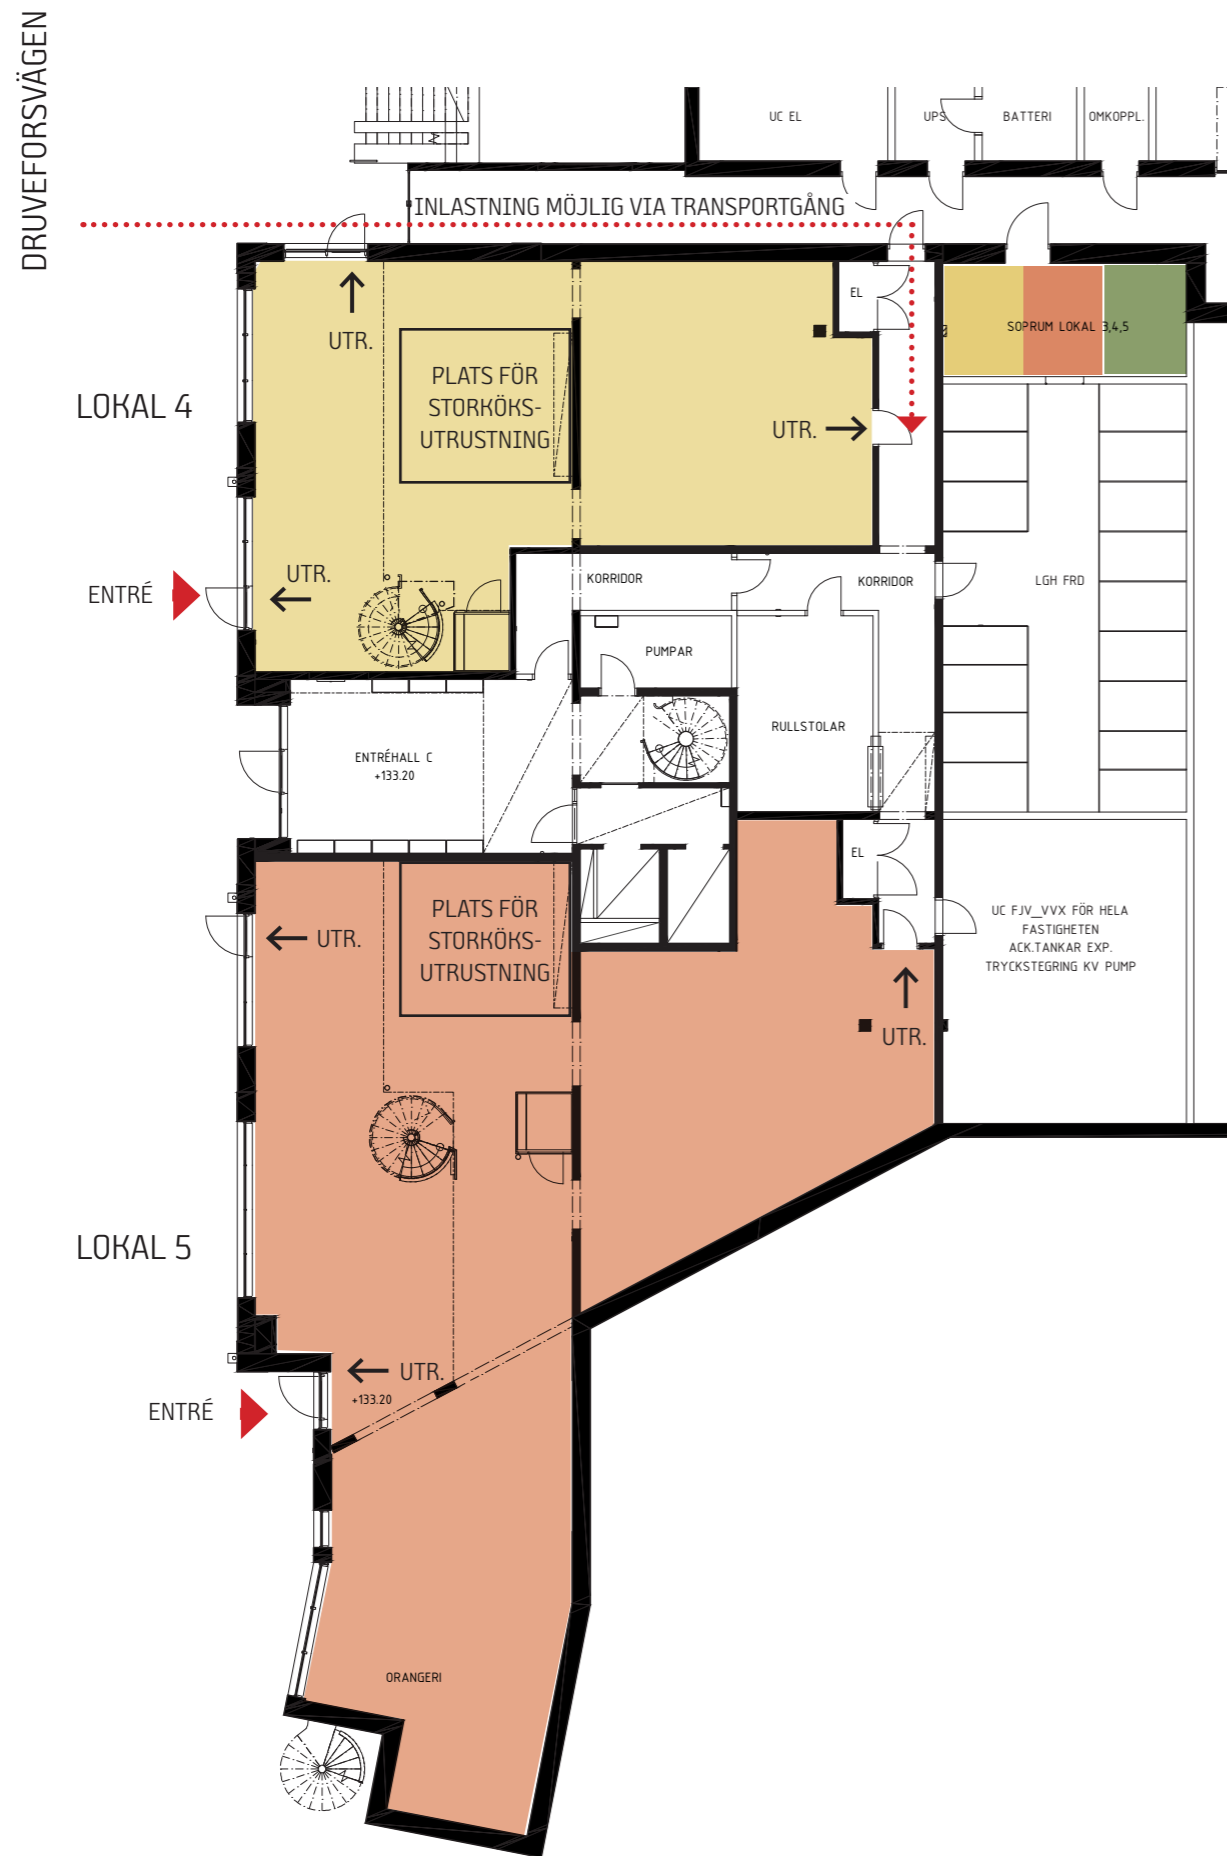 DRUVEFORSVÄGEN
UC EL
UPS
BATTERI
OMKOPPL.
INLASTNING MÖJLIG VIA TRANSPORTGÅNG
EL
SOPRUM LOKAL 3,4,5
UTR.
PLATS FÖR
STORKÖKS-
UTRUSTNING
LOKAL 4
UTR.
UTR.
ENTRÉ
KORRIDOR
KORRIDOR
LGH FRD
PUMPAR
RULLSTOLAR
ENTRÉHALL C
+133.20
EL
PLATS FÖR
STORKÖKS-
UTRUSTNING
UTR.
UC FJV_VVX FÖR HELA
FASTIGHETEN
ACK.TANKAR EXP.
TRYCKSTEGRING KV PUMP
UTR.
LOKAL 5
UTR.
+133.20
ENTRÉ
ORANGERI